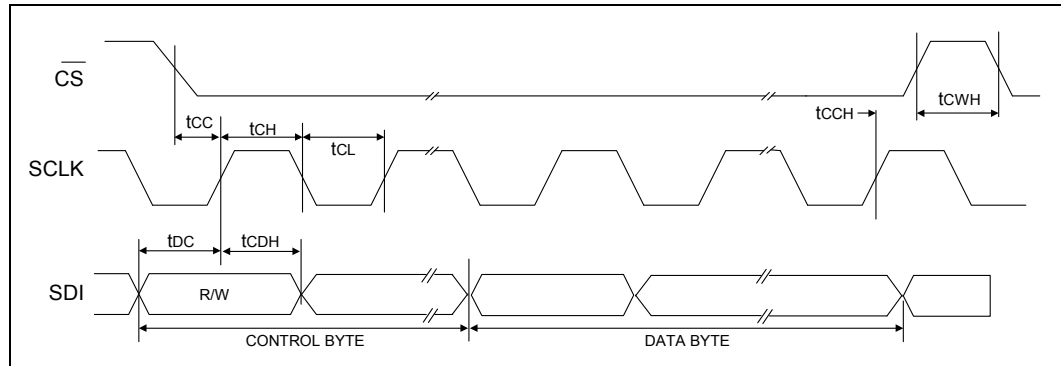 CS
tCC
tCH
tCL
tCCH
tCWH
SCLK
tDC
tCDH
SDI
R/W
CONTROL BYTE
DATA BYTE